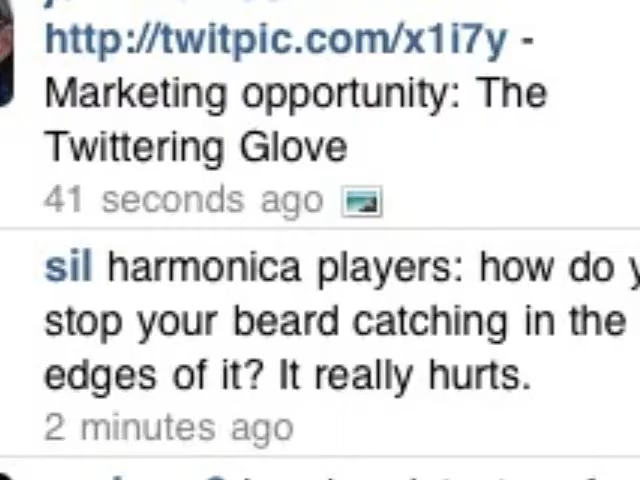 http://twitpic.com/x1i7y -
Marketing opportunity: The
Twittering Glove
41 seconds ago
sil harmonica players: how do y
stop your beard catching in the
edges of it? It really hurts.
2 minutes ago